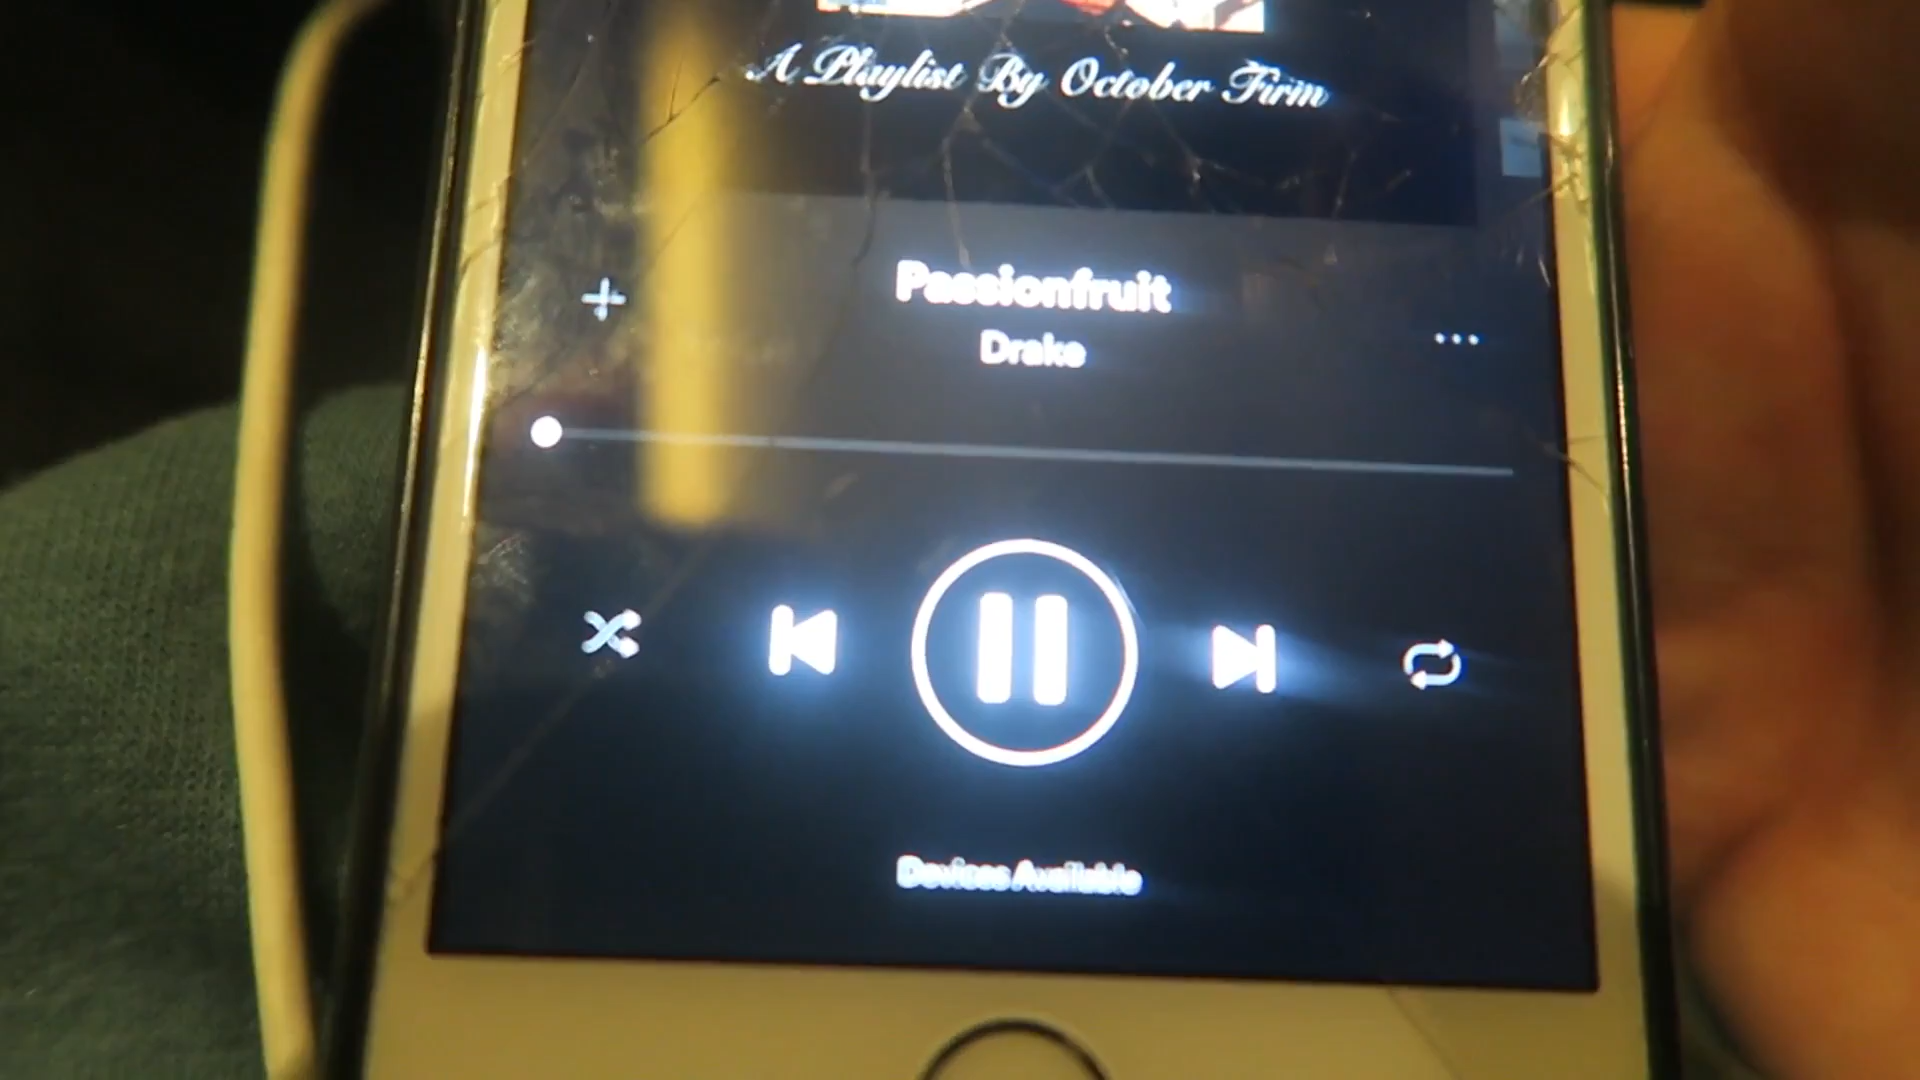 A Playlist By October Firm
Passionfruit
Drake
Devices Available